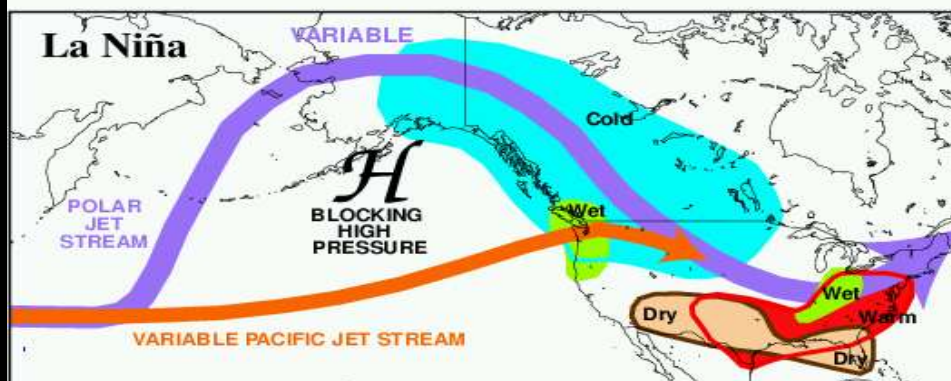 La Niña
VARIABLE
Cold
H
BLOCKING
HIGH
PRESSURE
POLAR
JET
STREAM
Wet
VARIABLE PACIFIC JET STREAM
Dry
Wet
Warm
Dry